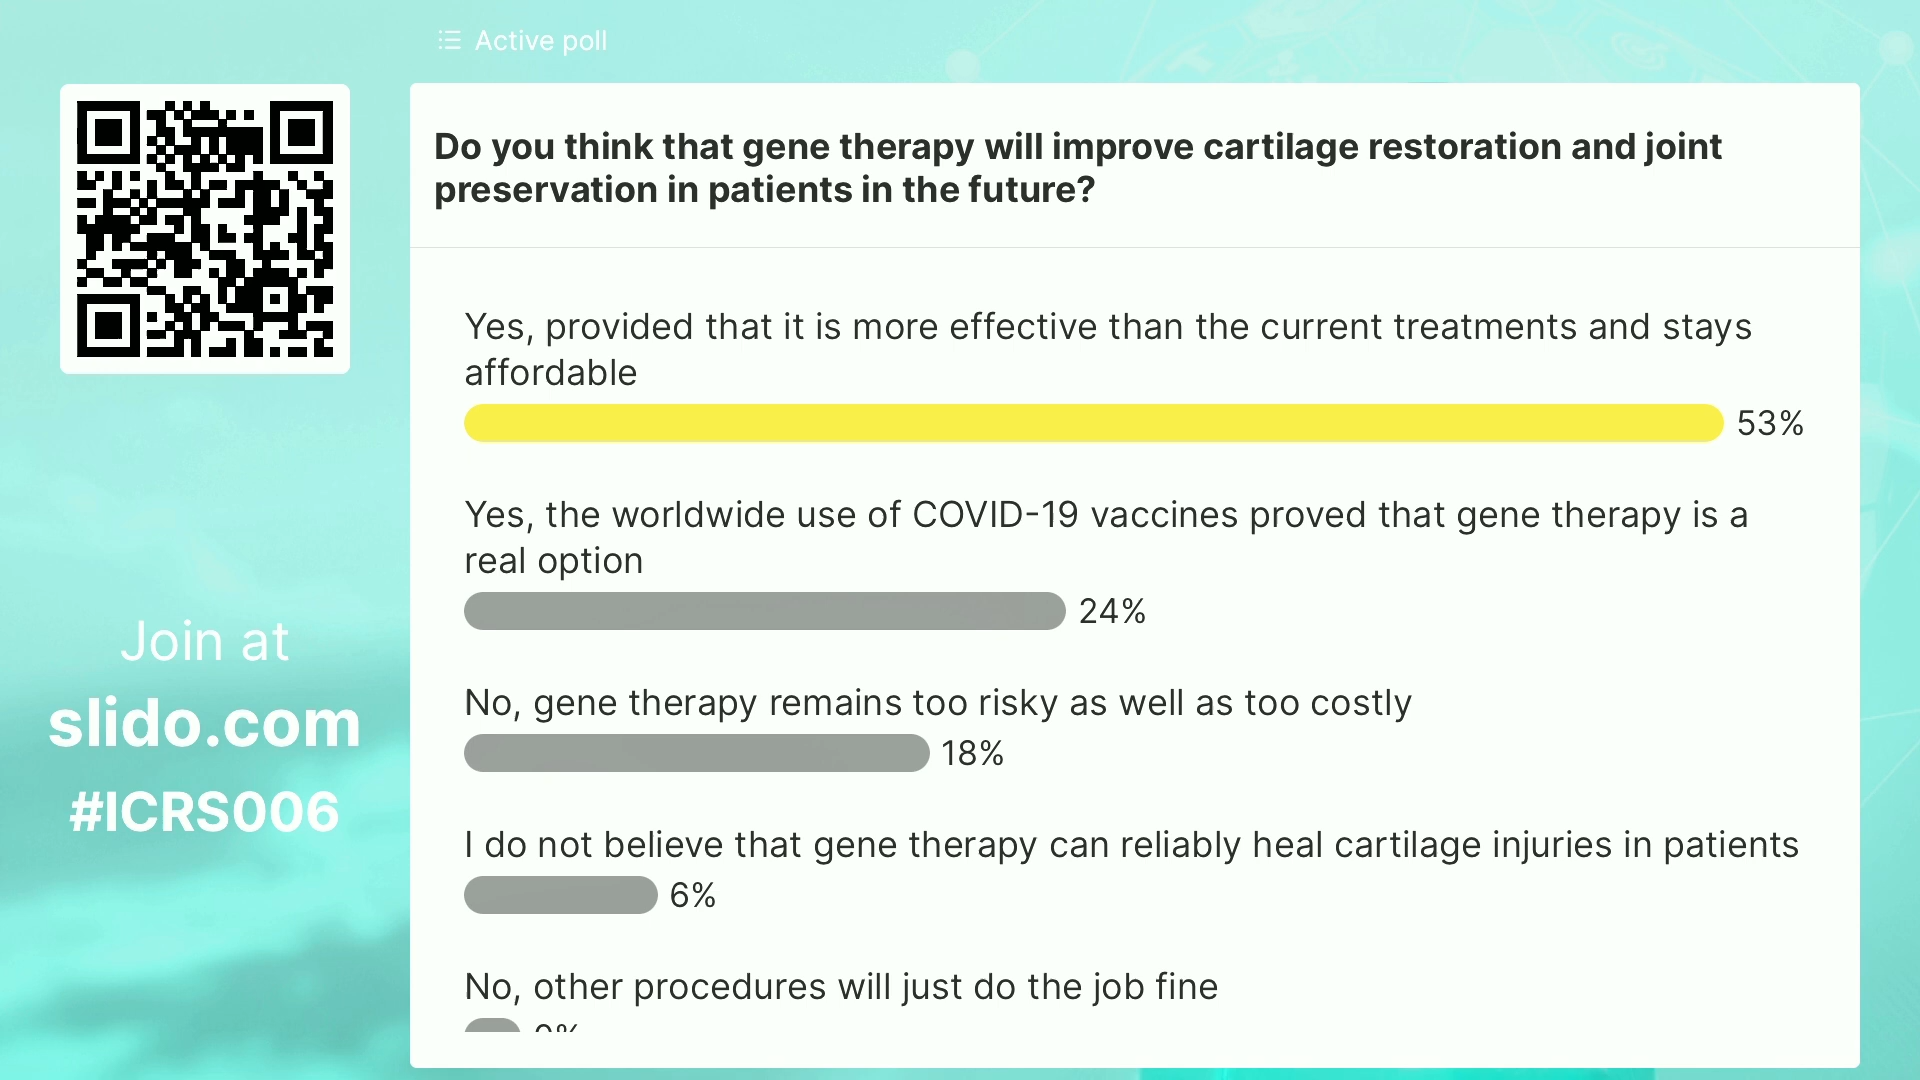 Active poll
Do you think that gene therapy will improve cartilage restoration and joint
preservation in patients in the future?
Yes, provided that it is more effective than the current treatments and stays
affordable
53%
Yes, the worldwide use of COVID-19 vaccines proved that gene therapy is a
real option
24%
No, gene therapy remains too risky as well as too costly
18%
I do not believe that gene therapy can reliably heal cartilage injuries in patients
6%
No, other procedures will just do the job fine
0%
Join at
slido.com
#ICRS006